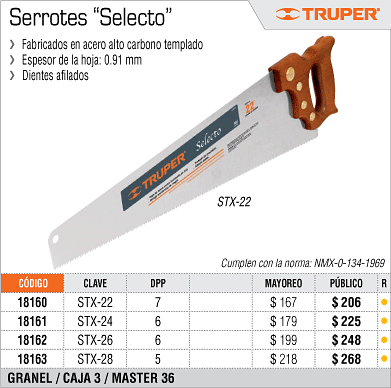 Serrotes “Selecto”
TRUPER®
Fabricados en acero alto carbono templado
Espesor de la hoja: 0.91 mm
Dientes afilados
TRUPER
Selecto
STX-22
Cumplen con la norma: NMX-0-134-1969
CÓDIGO CLAVE DPP MAYOREO PÚBLICO R
18160 STX-22 7 $ 167 $ 206
18161 STX-24 6 $ 179 $ 225
18162 STX-26 6 $ 199 $ 248
18163 STX-28 5 $ 218 $ 268
GRANEL / CAJA 3 / MASTER 36